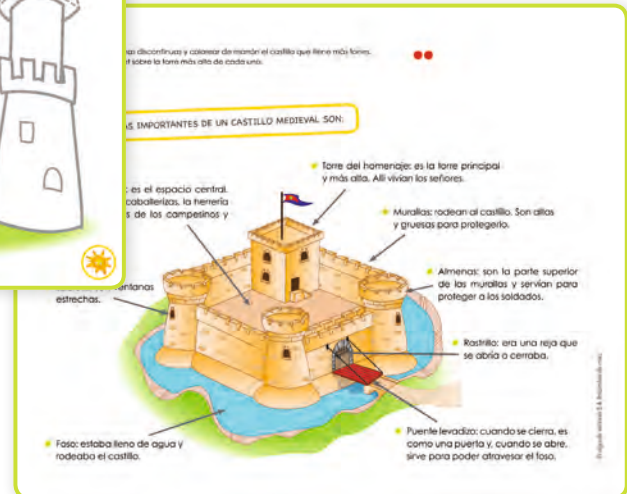 as discontinuas y colorear de marrón el castillo que tiene más torres.
sobre la torre más alta de cada uno.
S IMPORTANTES DE UN CASTILLO MEDIEVAL SON:
Torre del homenaje: es la torre principal
y más alta. Allí vivían los señores.
: es el espacio central.
caballerizas, la herrería
s de los campesinos y
Murallas: rodean al castillo. Son altas
y gruesas para protegerlo.
Almenas: son la parte superior
de las murallas y servían para
proteger a los soldados.
ventanas
estrechas.
Rastrillo: era una reja que
se abría o cerraba.
Puente levadizo: cuando se cierra, es
como una puerta y, cuando se abre,
sirve para poder atravesar el foso.
Foso: estaba lleno de agua y
rodeaba el castillo.